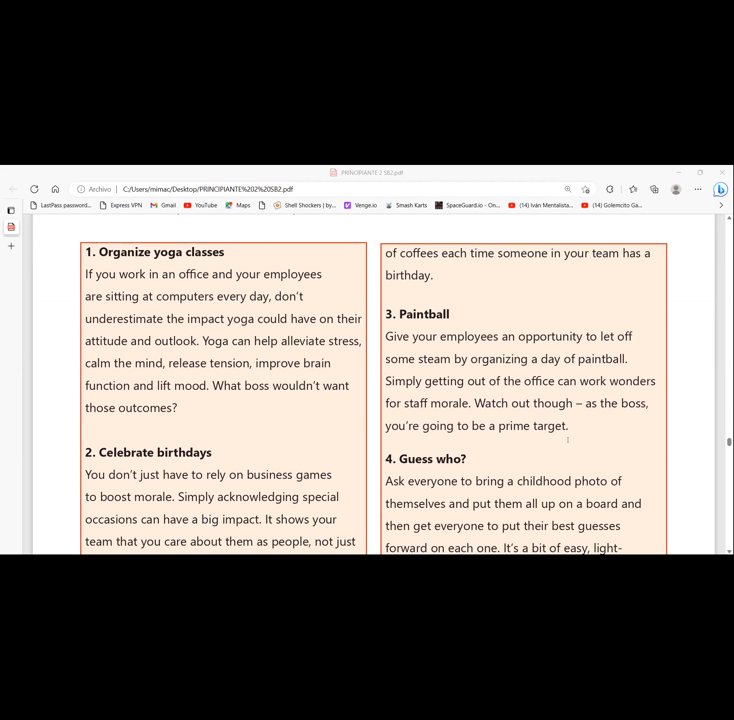 PRINCIPIANTE 2 SB2.pdf
Archivo
C:/Users/mimac/Desktop/PRINCIPIANTE%202%20SB2.pdf
LastPass password...
Express VPN
Gmail
YouTube
Maps
Shell Shockers | by...
Venge.io
Smash Karts
SpaceGuard.io - On...
(14) Iván Mentalista...
(14) Golemcito Ga...
1. Organize yoga classes
If you work in an office and your employees
are sitting at computers every day, don’t
underestimate the impact yoga could have on their
attitude and outlook. Yoga can help alleviate stress,
calm the mind, release tension, improve brain
function and lift mood. What boss wouldn’t want
those outcomes?
2. Celebrate birthdays
You don’t just have to rely on business games
to boost morale. Simply acknowledging special
occasions can have a big impact. It shows your
team that you care about them as people, not just
of coffees each time someone in your team has a
birthday.
3. Paintball
Give your employees an opportunity to let off
some steam by organizing a day of paintball.
Simply getting out of the office can work wonders
for staff morale. Watch out though – as the boss,
you’re going to be a prime target.
4. Guess who?
Ask everyone to bring a childhood photo of
themselves and put them all up on a board and
then get everyone to put their best guesses
forward on each one. It’s a bit of easy, light-